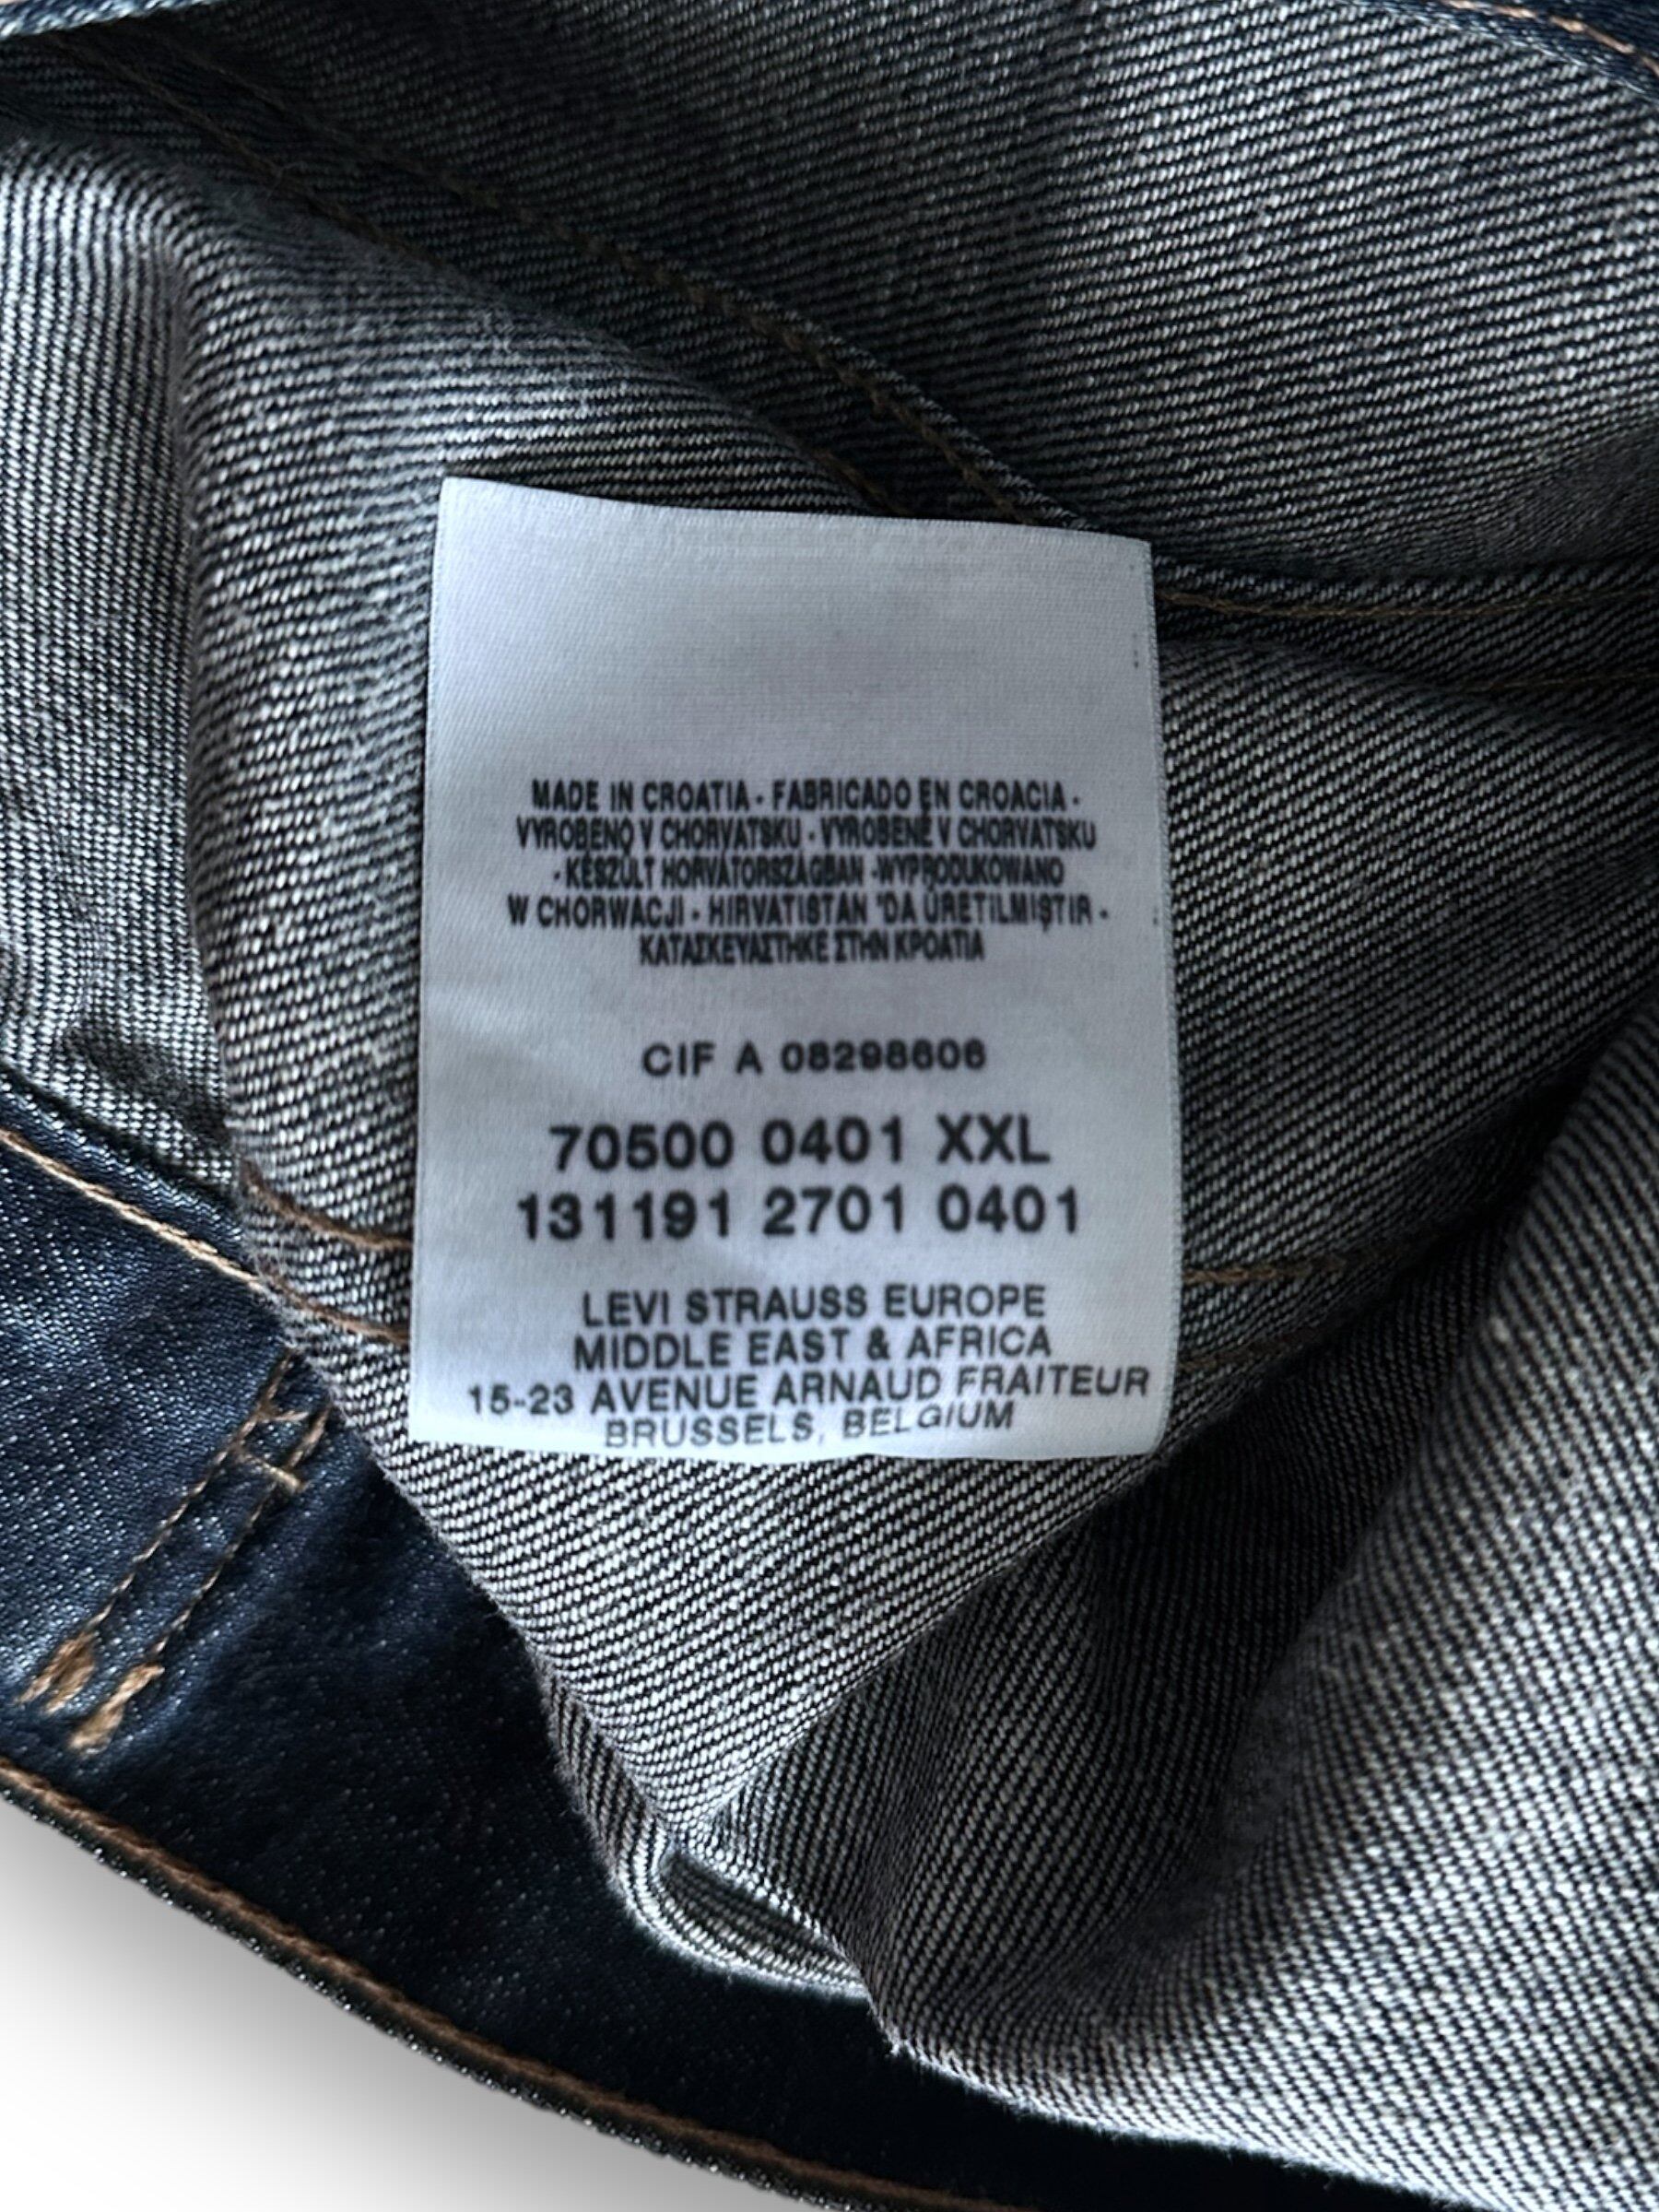 MADE IN CROATIA - FABRICADO EN CROACIA -
VYROBENO V CHORVATSKU - VYROBENÉ V CHORVATSKU
- KÉSZÜLT HORVÁTORSZÁGBAN -WYPRODUKOWANO
W CHORWACJI - HIRVATISTAN 'DA ÜRETILMIŞTIR -
ΚΑΤΑΣΚΕΥΑΣΤΗΚΕ ΣΤΗΝ ΚΡΟΑΤΙΑ
CIF A 08298606
70500 0401 XXL
131191 2701 0401
LEVI STRAUSS EUROPE
MIDDLE EAST & AFRICA
15-23 AVENUE ARNAUD FRAITEUR
BRUSSELS, BELGIUM